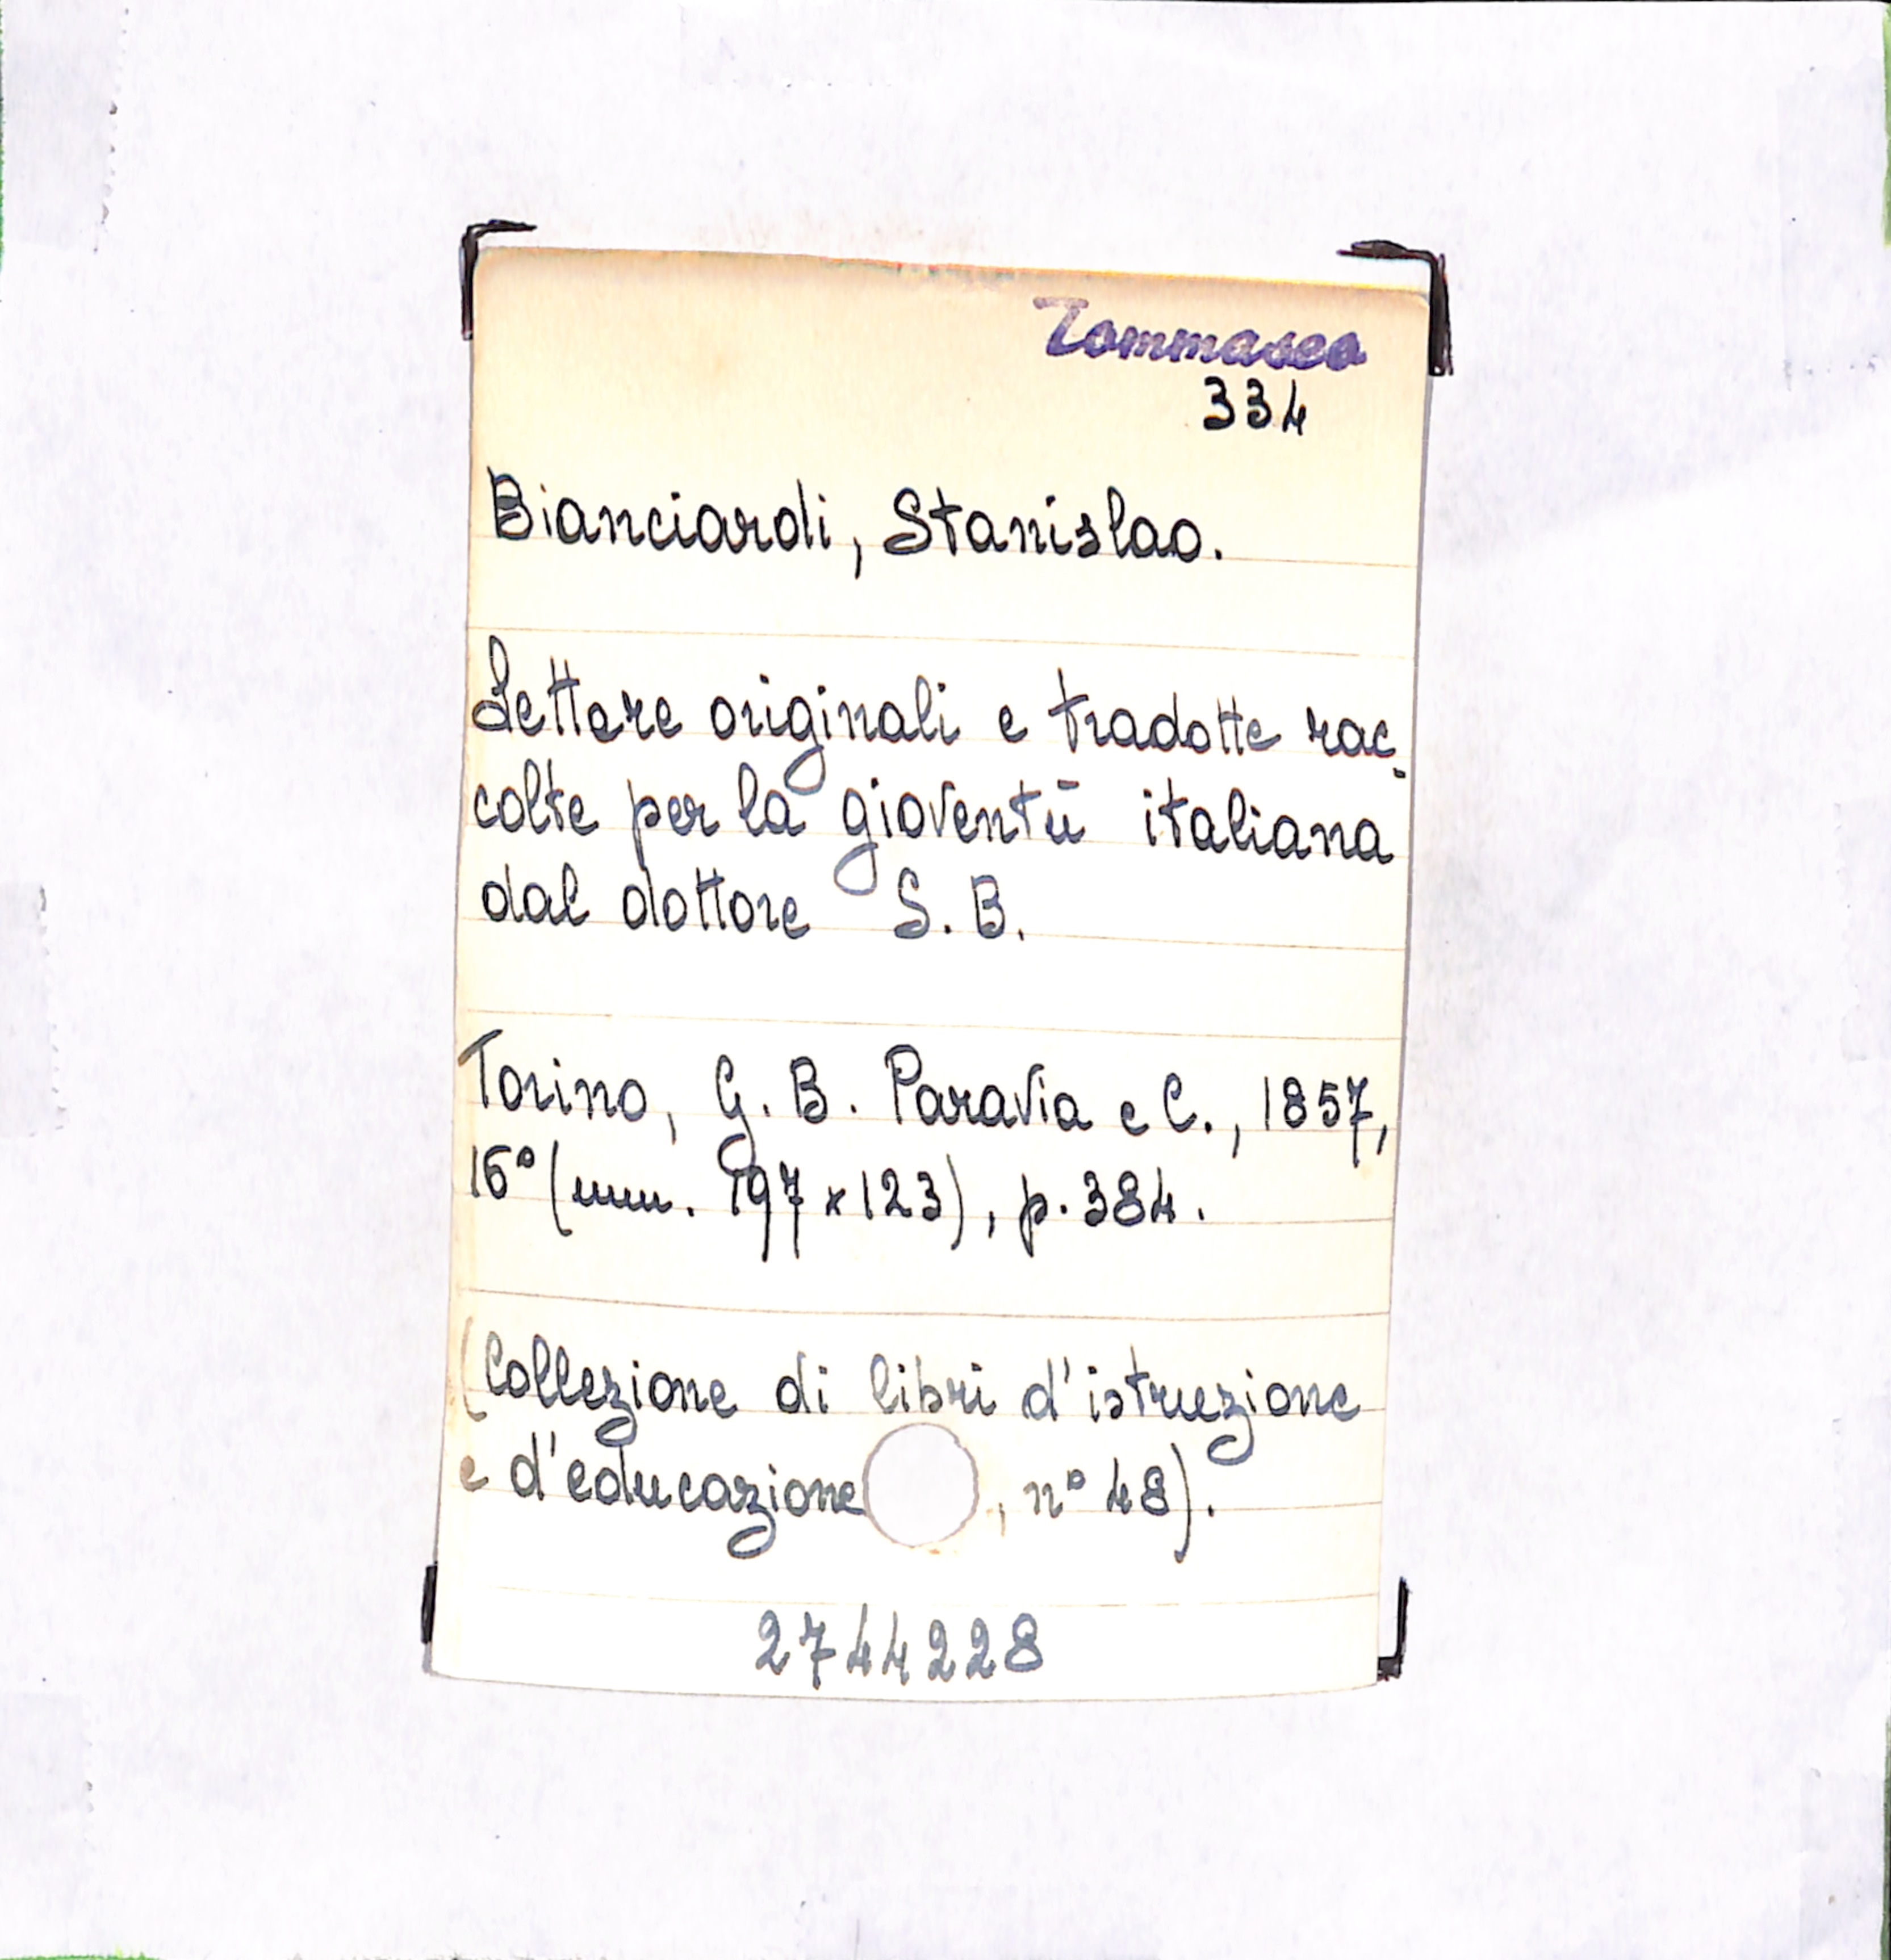 Tommaseo
334
Bianciardi, Stanislao.
Lettere originali e tradotte rac-
colte per la gioventū italiana
dal dottore S. B.
Torino, G. B. Paravia e C., 1857,
16° (mm. 197 x 123), p. 384.
(Collezione di libri d'istruzione
e d'educazione , n° 48).
2744228